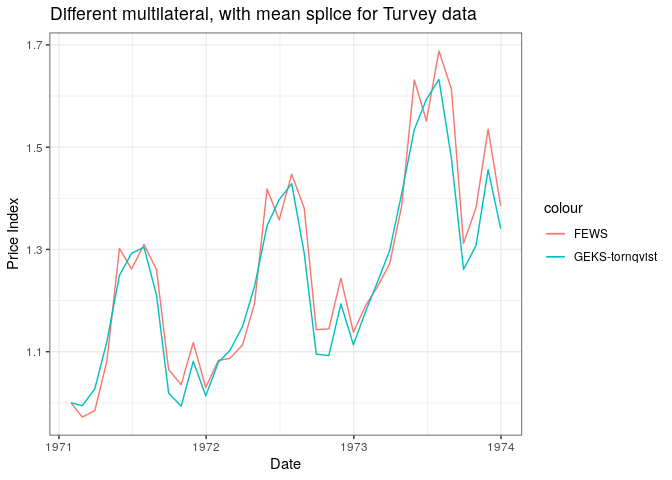 Different multilateral, with mean splice for Turvey data
1.7
1.5
1.3
1.1
Price Index
1971
1972
1973
1974
Date
colour
FEWS
GEKS-tornqvist